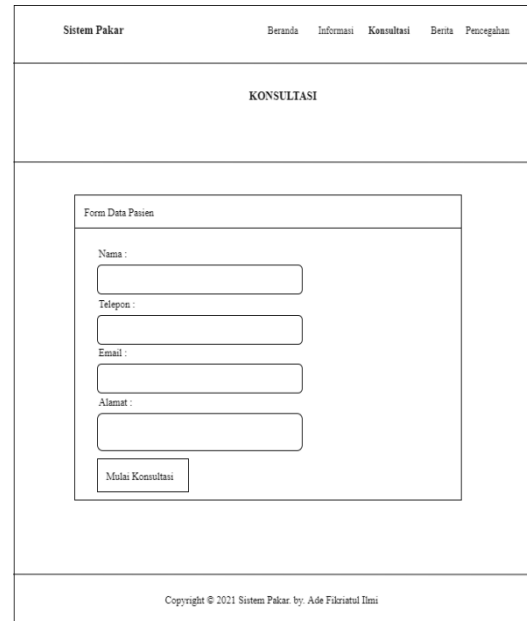 Sistem Pakar Beranda Informasi Konsultasi Berita Pencegahan
KONSULTASI
Form Data Pasien
Nama :
Telepon :
Email :
Alamat :
Mulai Konsultasi
Copyright © 2021 Sistem Pakar. by. Ade Fikriatul Ilmi